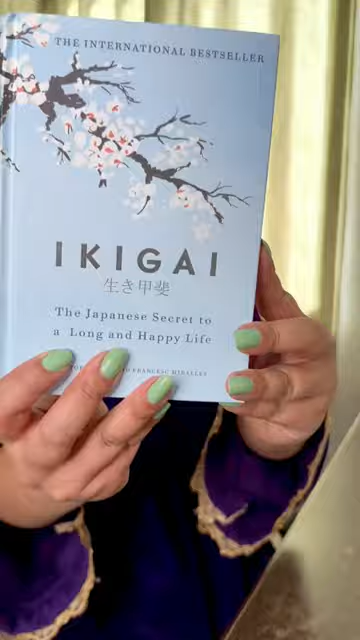 THE INTERNATIONAL BESTSELLER
IKIGAI
生き甲斐
The Japanese Secret to
a Long and Happy Life
FRANCESC MIRALLES